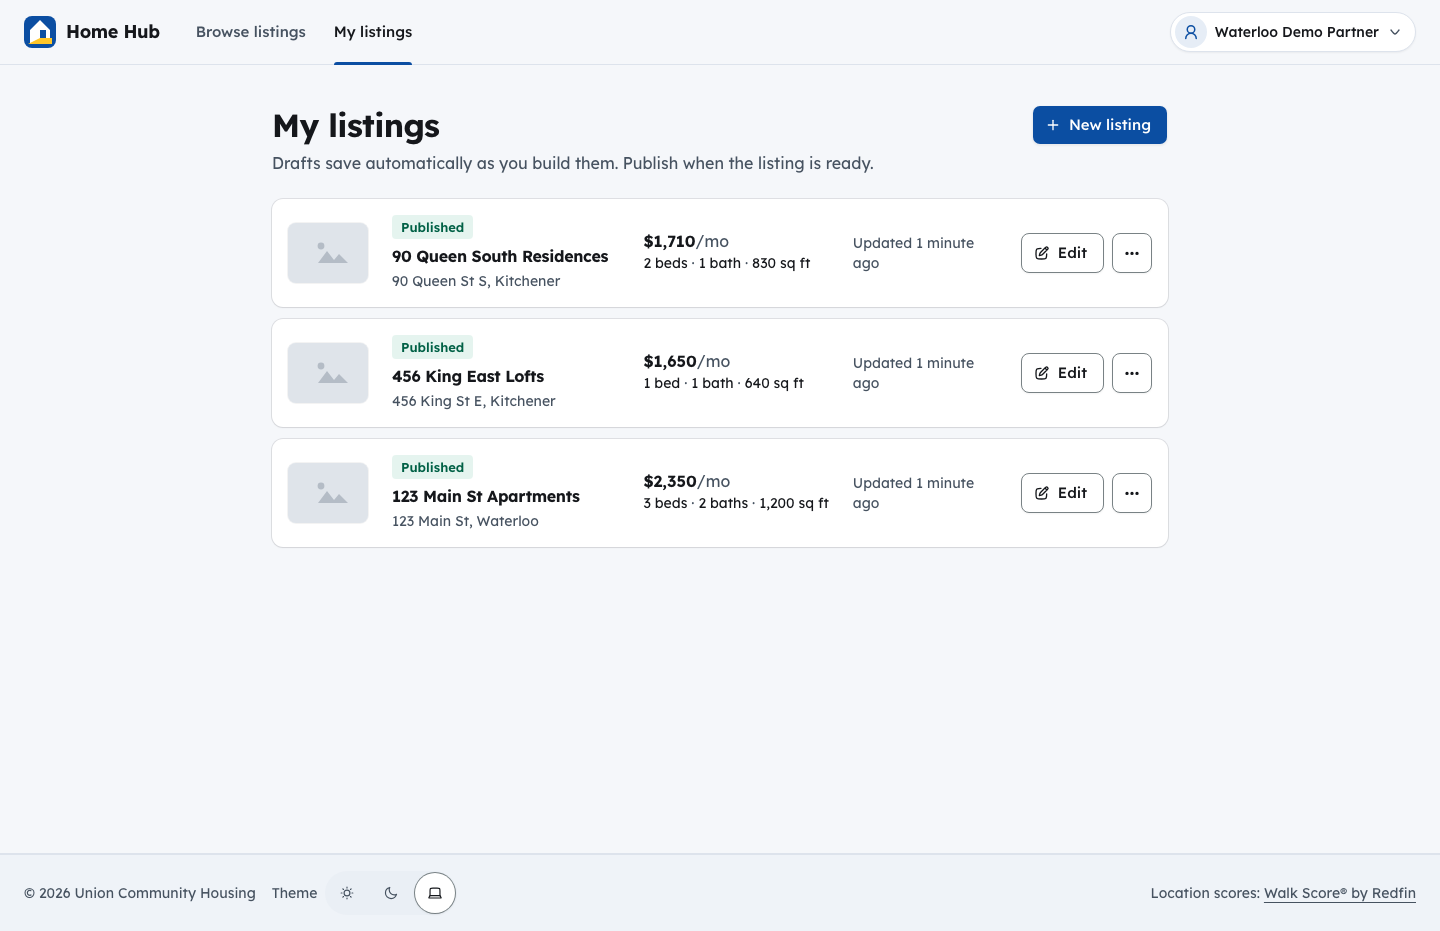 Home Hub
Browse listings
My listings
Waterloo Demo Partner
My listings
New listing
Drafts save automatically as you build them. Publish when the listing is ready.
Published
90 Queen South Residences
90 Queen St S, Kitchener
$1,710/mo
2 beds · 1 bath · 830 sq ft
Updated 1 minute
ago
Edit
Published
456 King East Lofts
456 King St E, Kitchener
$1,650/mo
1 bed · 1 bath · 640 sq ft
Updated 1 minute
ago
Edit
Published
123 Main St Apartments
123 Main St, Waterloo
$2,350/mo
3 beds · 2 baths · 1,200 sq ft
Updated 1 minute
ago
Edit
© 2026 Union Community Housing
Theme
Location scores: Walk Score® by Redfin